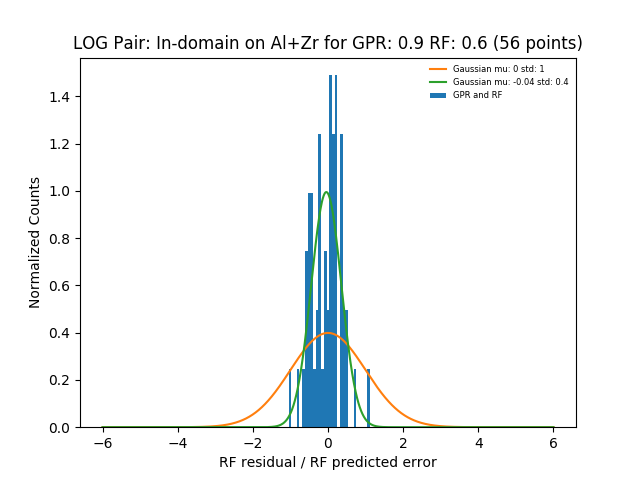 LOG Pair: In-domain on Al+Zr for GPR: 0.9 RF: 0.6 (56 points)
Gaussian mu: 0 std: 1
Gaussian mu: -0.04 std: 0.4
GPR and RF
Normalized Counts
1.4
1.2
1.0
0.8
0.6
0.4
0.2
0.0
−6 −4 −2 0 2 4 6
RF residual / RF predicted error